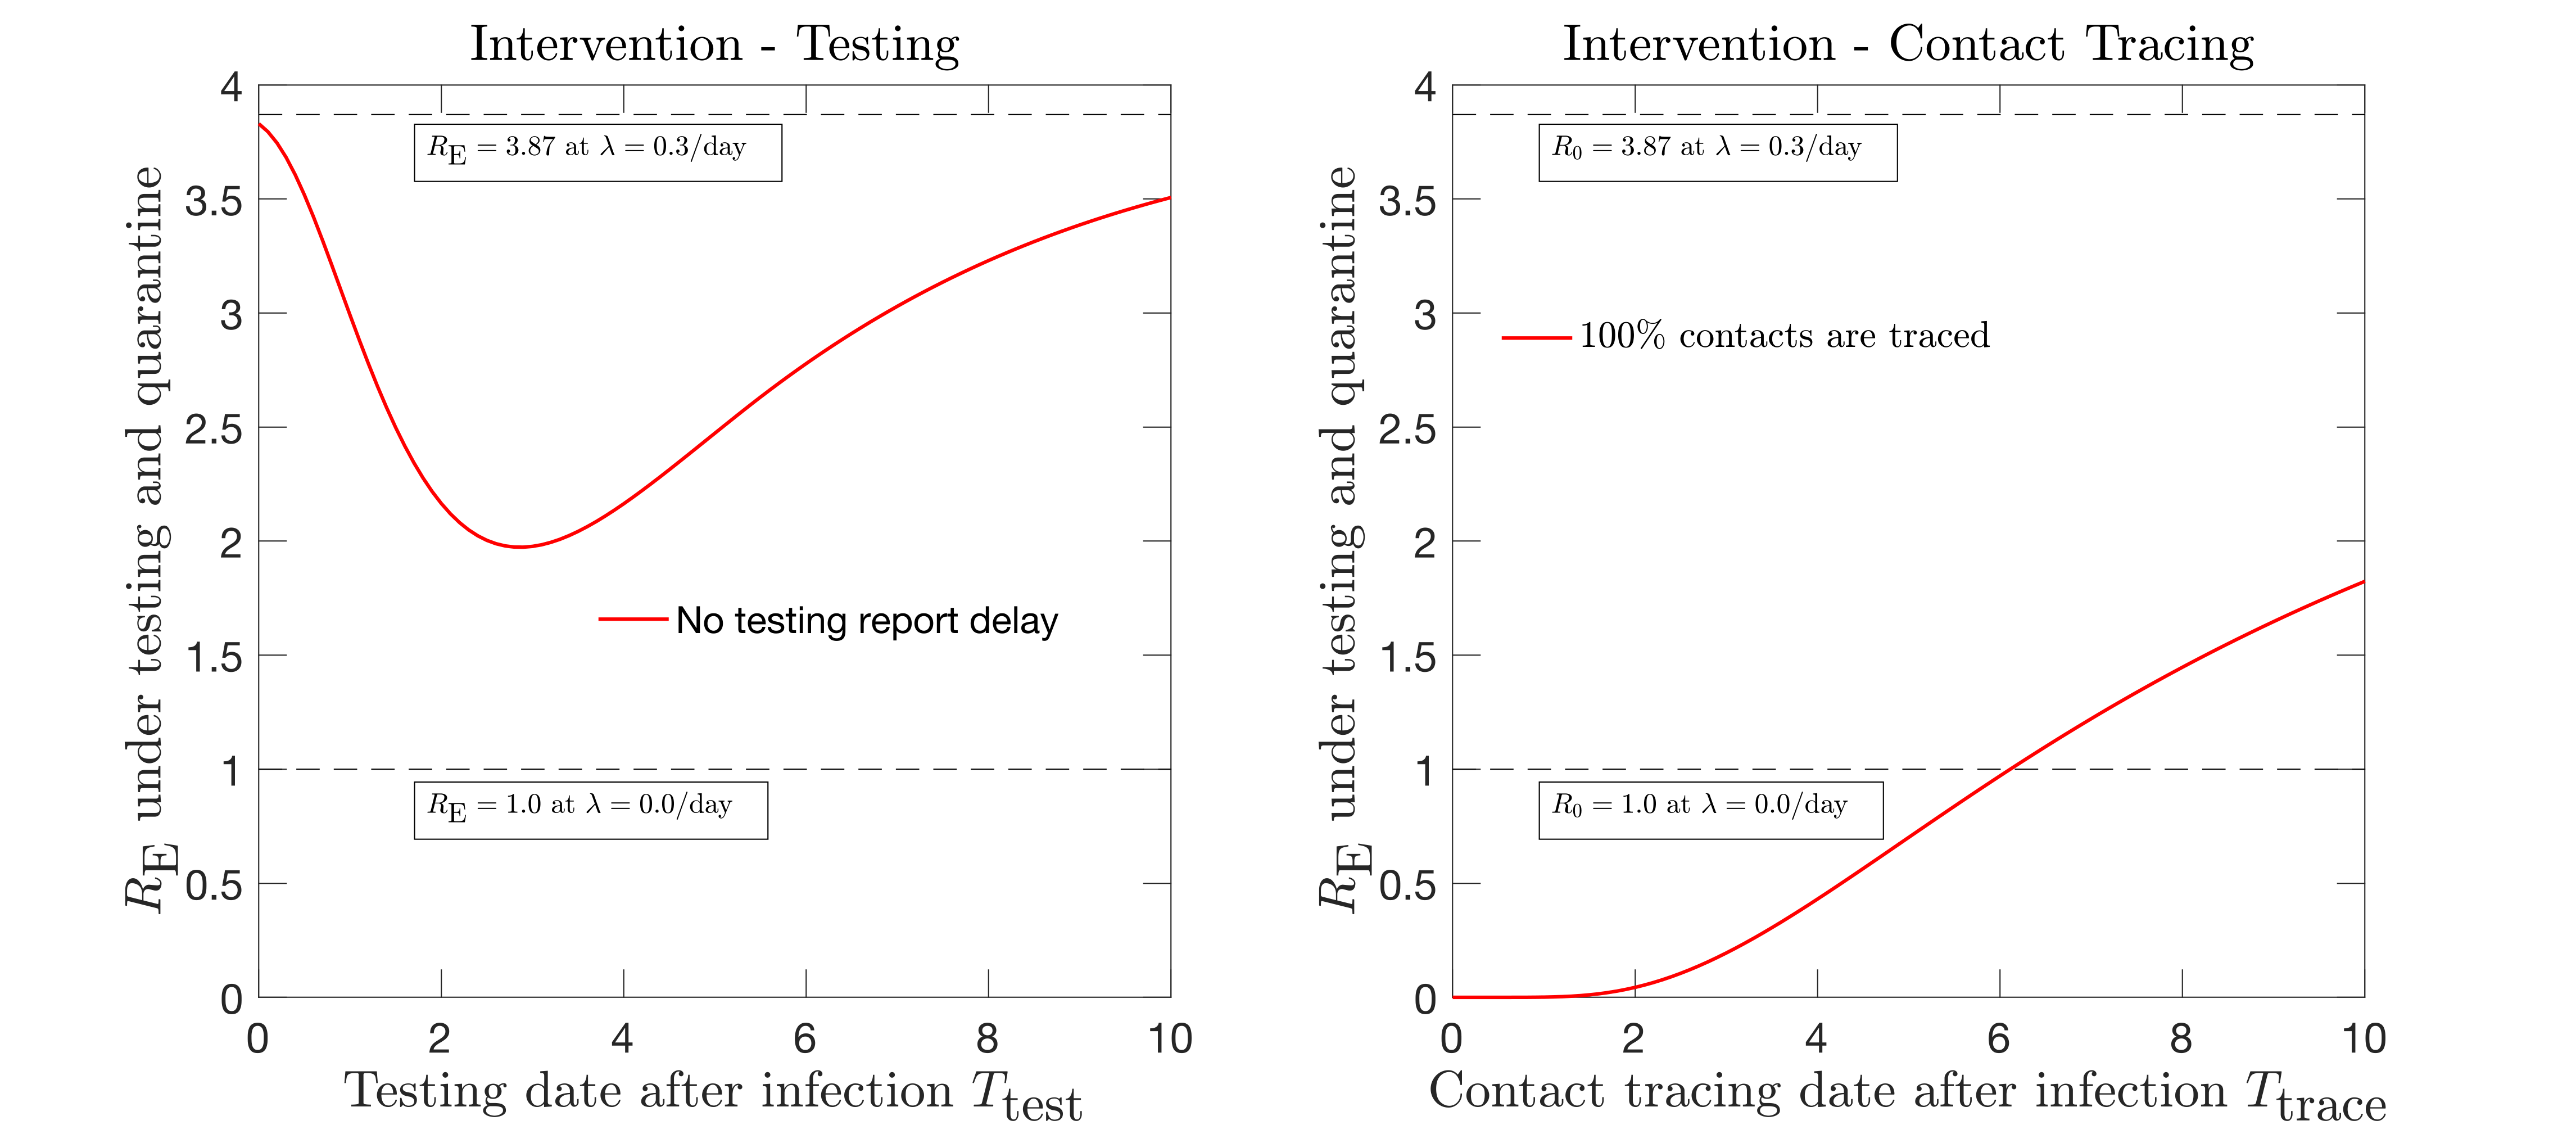 Intervention - Testing
R_E under testing and quarantine
4
3.5
3
2.5
2
1.5
1
0.5
0
R_E = 3.87 at λ = 0.3/day
No testing report delay
R_E = 1.0 at λ = 0.0/day
0 2 4 6 8 10
Testing date after infection T_test
Intervention - Contact Tracing
R_E under testing and quarantine
4
3.5
3
2.5
2
1.5
1
0.5
0
R_0 = 3.87 at λ = 0.3/day
100% contacts are traced
R_0 = 1.0 at λ = 0.0/day
0 2 4 6 8 10
Contact tracing date after infection T_trace